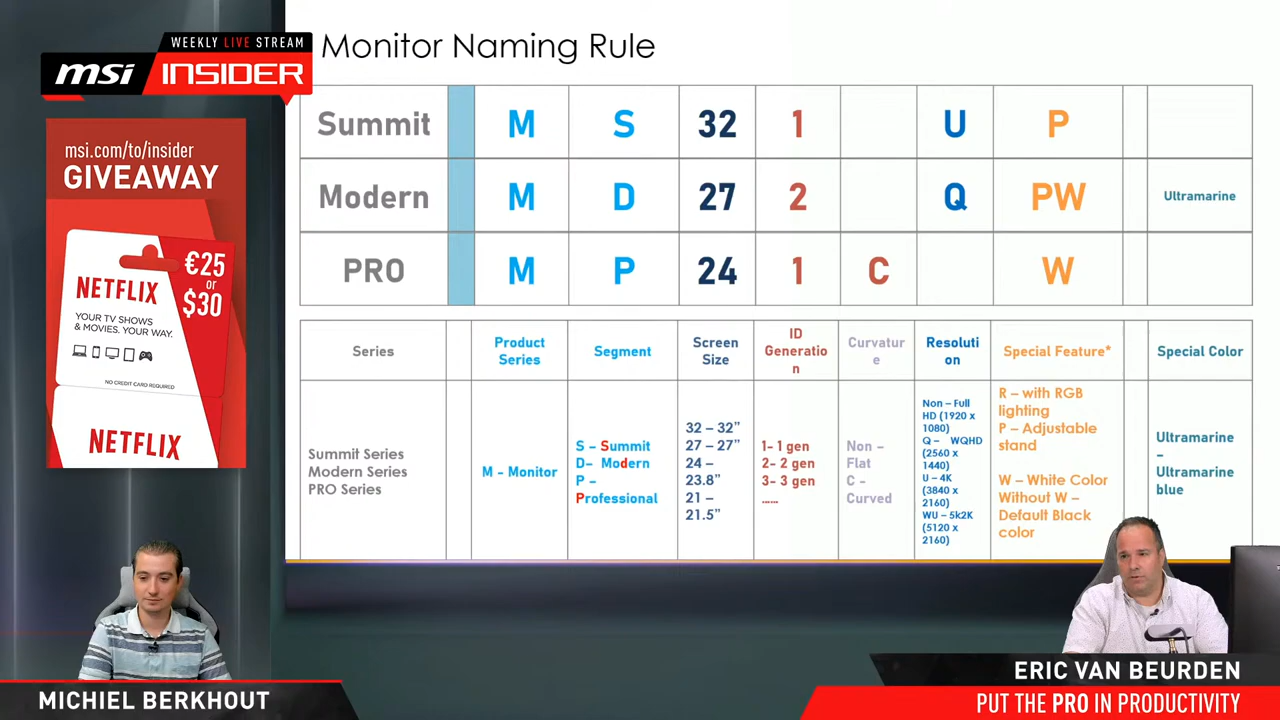 WEEKLY LIVE STREAM
msi INSIDER
msi.com/to/insider
GIVEAWAY
€25
or
$30
NETFLIX
YOUR TV SHOWS
& MOVIES. YOUR WAY.
NO CREDIT CARD REQUIRED
NETFLIX
Monitor Naming Rule
Summit M S 32 1 U P
Modern M D 27 2 Q PW Ultramarine
PRO M P 24 1 C W
Series
Product
Series
Segment
Screen
Size
ID
Generatio
n
Curvatur
e
Resoluti
on
Special Feature*
Special Color
Summit Series
Modern Series
PRO Series
M - Monitor
S – Summit
D– Modern
P –
Professional
32 – 32”
27 – 27”
24 –
23.8”
21 –
21.5”
1- 1 gen
2- 2 gen
3- 3 gen
......
Non –
Flat
C -
Curved
Non – Full
HD (1920 x
1080)
Q – WQHD
(2560 x
1440)
U – 4K
(3840 x
2160)
WU – 5k2K
(5120 x
2160)
R – with RGB
lighting
P – Adjustable
stand
W – White Color
Without W –
Default Black
color
Ultramarine
–
Ultramarine
blue
MICHIEL BERKHOUT
ERIC VAN BEURDEN
PUT THE PRO IN PRODUCTIVITY